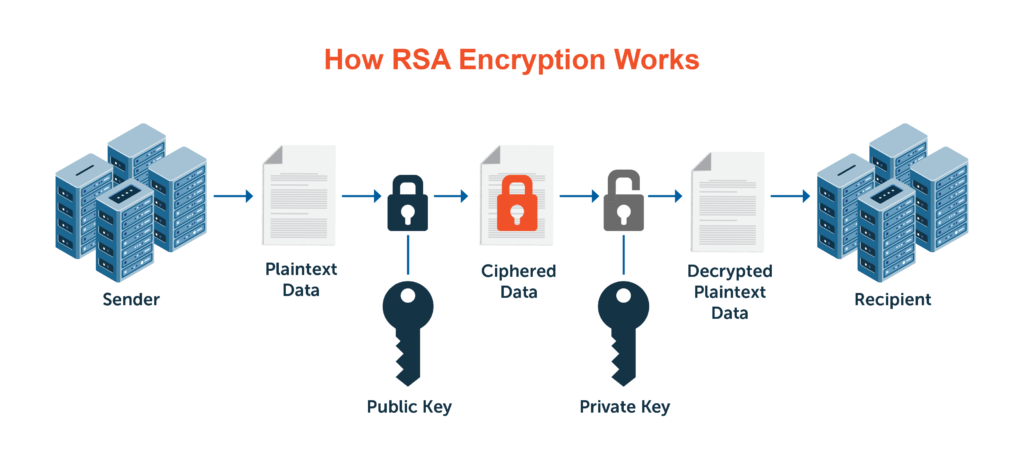 How RSA Encryption Works
Sender
Plaintext
Data
Public Key
Ciphered
Data
Private Key
Decrypted
Plaintext
Data
Recipient